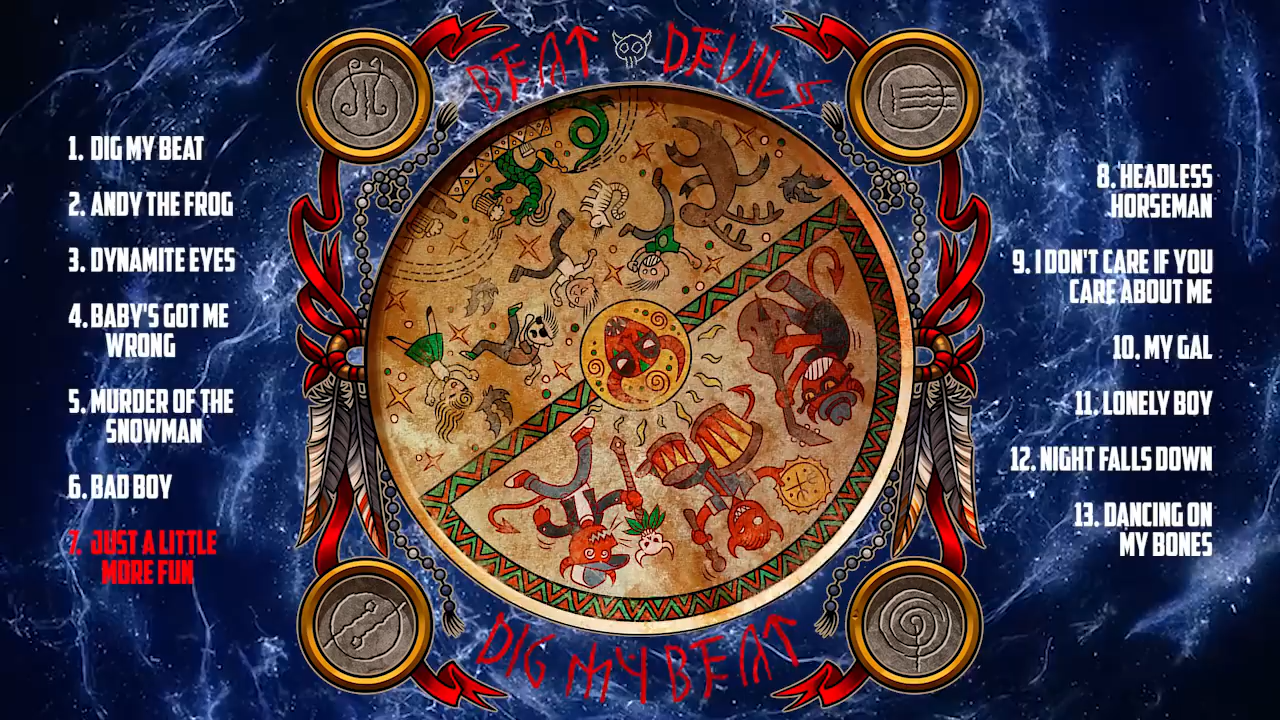 BEAT DEVILS
1. DIG MY BEAT
2. ANDY THE FROG
3. DYNAMITE EYES
4. BABY'S GOT ME
WRONG
5. MURDER OF THE
SNOWMAN
6. BAD BOY
7. JUST A LITTLE
MORE FUN
8. HEADLESS
HORSEMAN
9. I DON'T CARE IF YOU
CARE ABOUT ME
10. MY GAL
11. LONELY BOY
12. NIGHT FALLS DOWN
13. DANCING ON
MY BONES
DIG MY BEAT